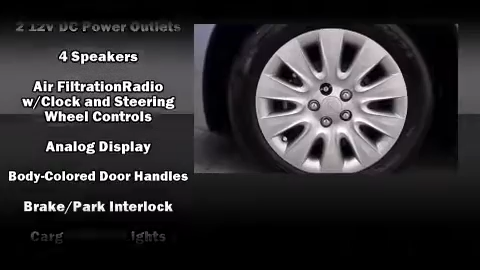 2 12v DC Power Outlets
4 Speakers
Air FiltrationRadio
w/Clock and Steering
Wheel Controls
Analog Display
Body-Colored Door Handles
Brake/Park Interlock